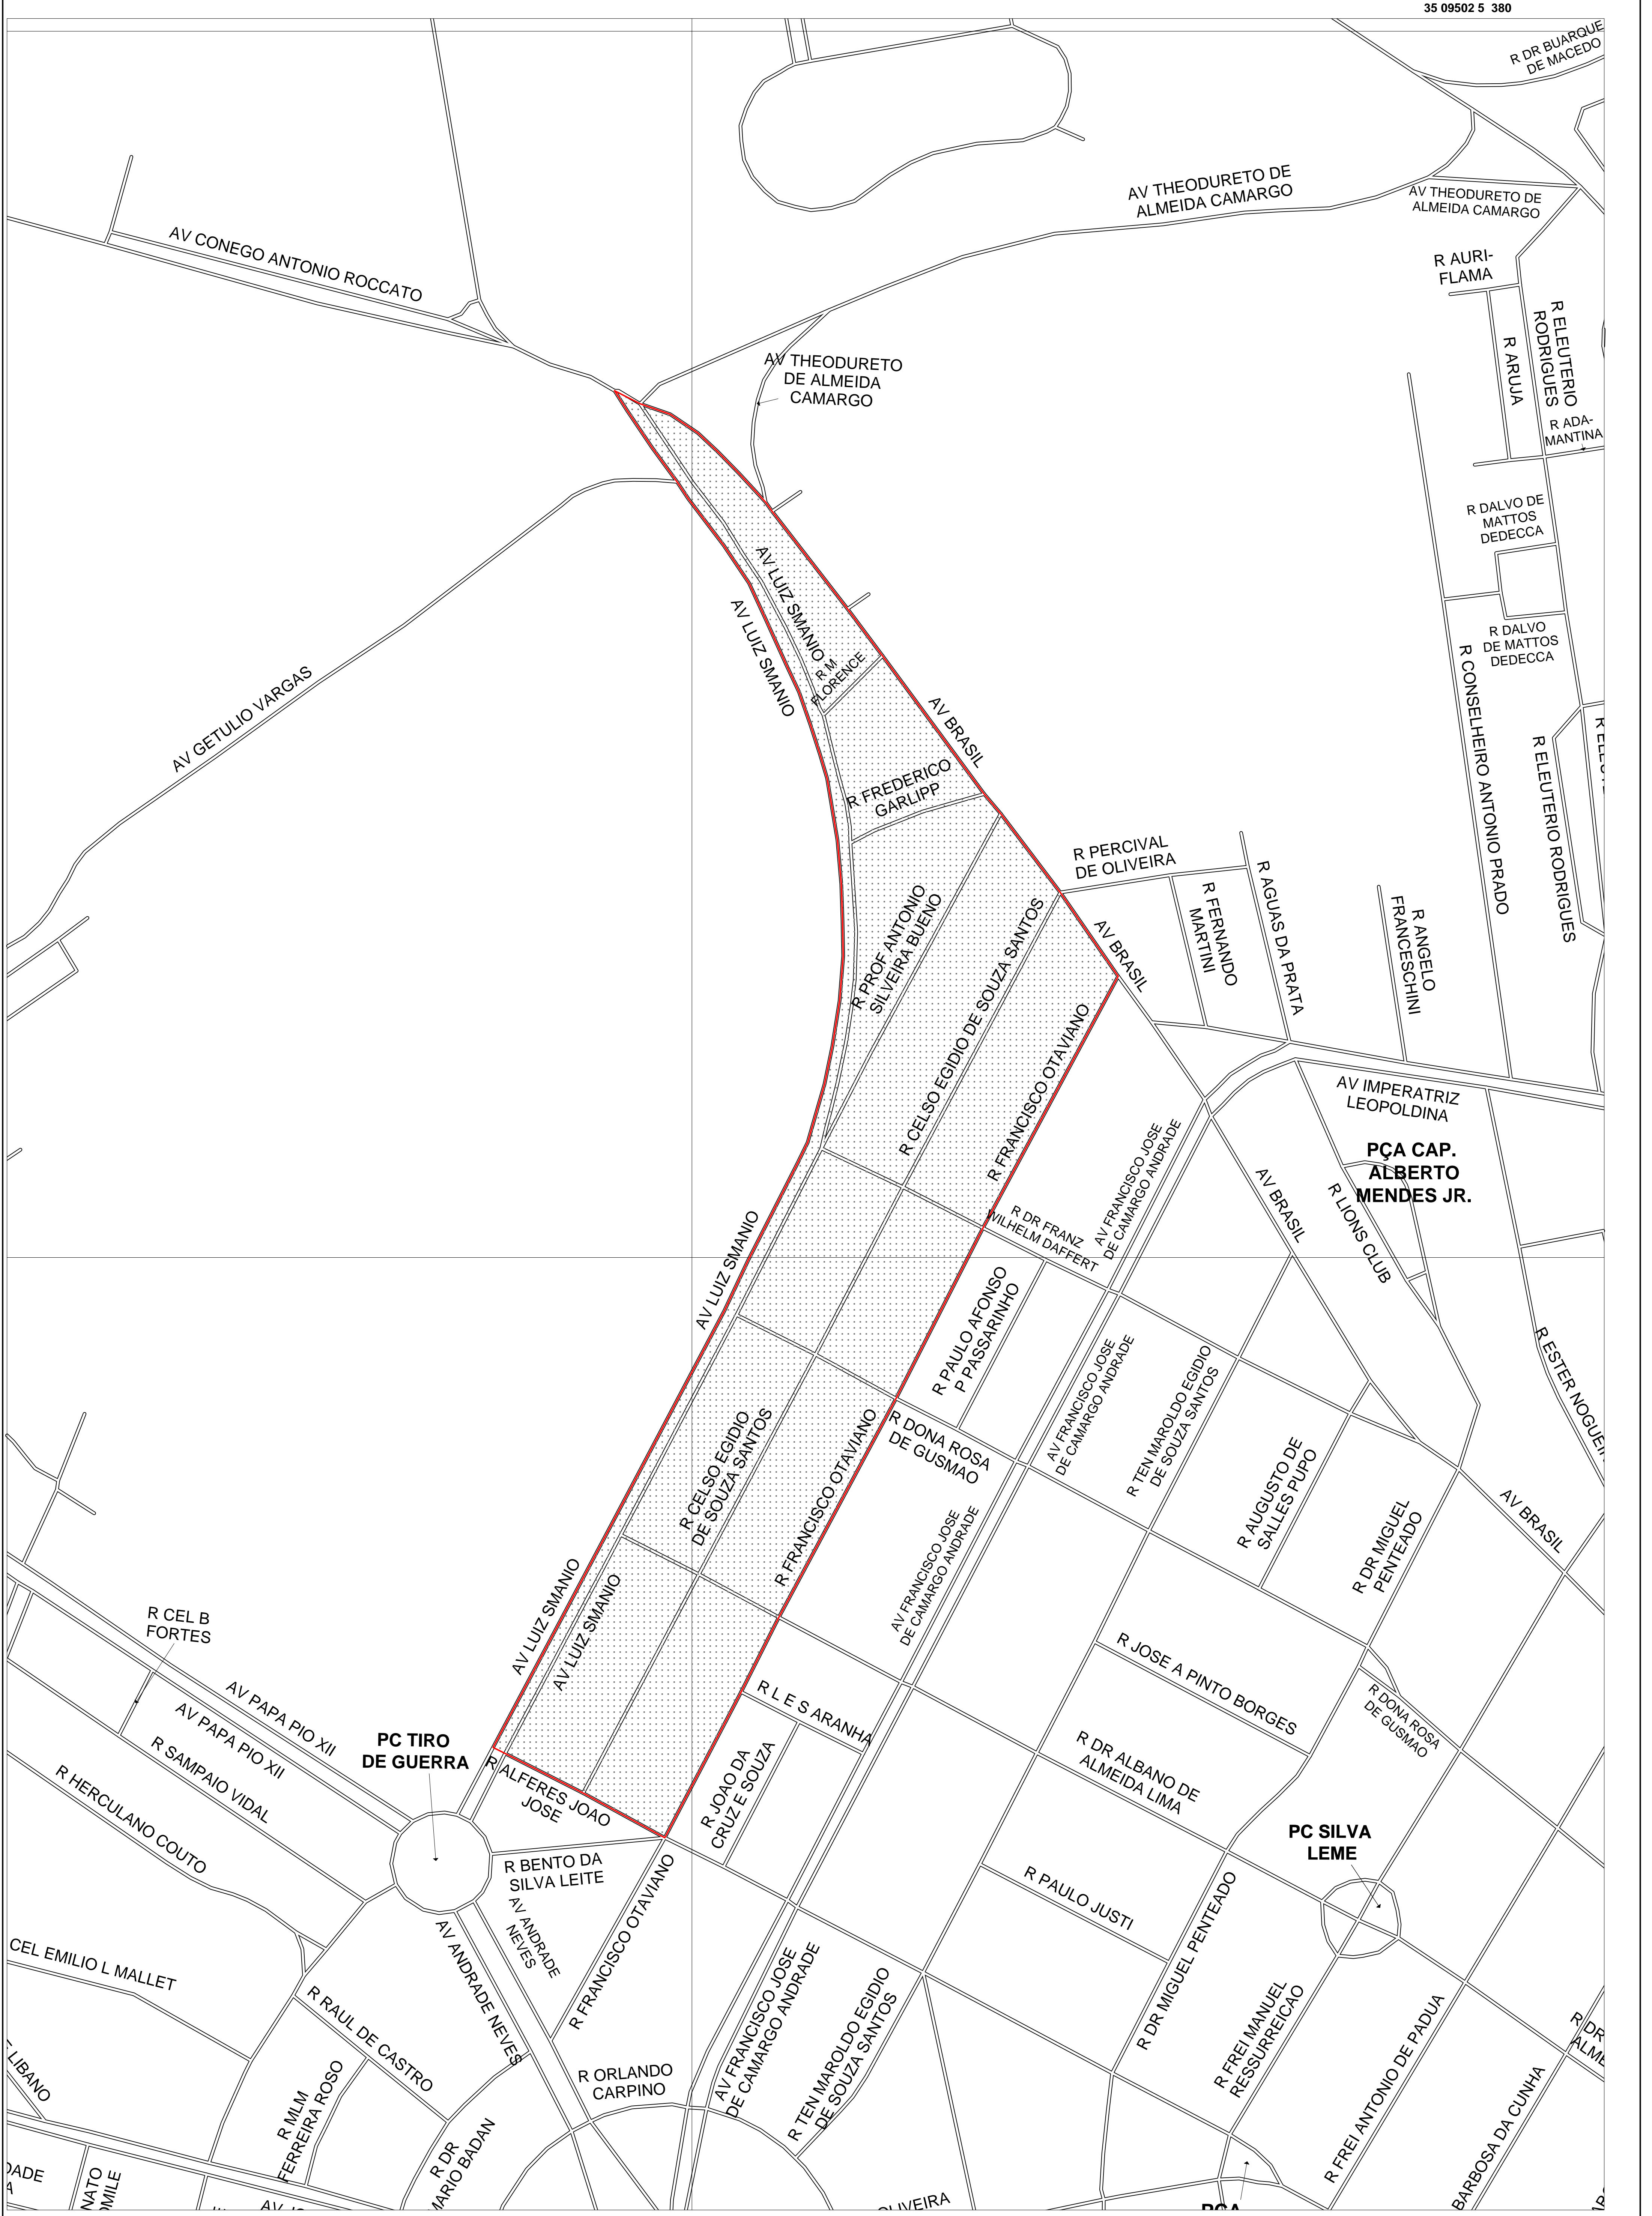 35 09502 5 380
R DR BUARQUE
DE MACEDO
AV THEODURETO DE
ALMEIDA CAMARGO
AV THEODURETO DE
ALMEIDA CAMARGO
AV CONEGO ANTONIO ROCCATO
R AURI-
FLAMA
R ELEUTERIO
RODRIGUES
R ARUJA
AV THEODURETO
DE ALMEIDA
CAMARGO
R ADA-
MANTINA
R DALVO DE
MATTOS
DEDECCA
AV LUIZ SMANIO
AV LUIZ SMANIO
R M
FLORENCE
R DALVO
DE MATTOS
DEDECCA
R CONSELHEIRO ANTONIO PRADO
AV GETULIO VARGAS
AV BRASIL
R ELEUTERIO RODRIGUES
R FREDERICO
GARLIPP
R PERCIVAL
DE OLIVEIRA
R FERNANDO
MARTINI
R AGUAS DA PRATA
R ANGELO
FRANCESCHINI
R PROF ANTONIO
SILVEIRA BUENO
R CELSO EGIDIO DE SOUZA SANTOS
AV BRASIL
R FRANCISCO OTAVIANO
AV IMPERATRIZ
LEOPOLDINA
PÇA CAP.
ALBERTO
MENDES JR.
AV FRANCISCO JOSE
DE CAMARGO ANDRADE
AV BRASIL
R LIONS CLUB
R DR FRANZ
WILHELM DAFFERT
AV LUIZ SMANIO
R PAULO AFONSO
P PASSARINHO
AV FRANCISCO JOSE
DE CAMARGO ANDRADE
R TEN MAROLDO EGIDIO
DE SOUZA SANTOS
R ESTER NOGUEI
R CELSO EGIDIO
DE SOUZA SANTOS
R FRANCISCO OTAVIANO
R DONA ROSA
DE GUSMAO
R AUGUSTO DE
SALLES PUPO
AV BRASIL
R DR MIGUEL
PENTEADO
AV FRANCISCO JOSE
DE CAMARGO ANDRADE
AV LUIZ SMANIO
AV LUIZ SMANIO
R CEL B
FORTES
R JOSE A PINTO BORGES
R DONA ROSA
DE GUSMAO
AV PAPA PIO XII
AV PAPA PIO XII
R SAMPAIO VIDAL
PC TIRO
DE GUERRA
R L E S ARANHA
R DR ALBANO DE
ALMEIDA LIMA
R HERCULANO COUTO
R ALFERES JOAO
JOSE
R JOAO DA
CRUZ E SOUZA
PC SILVA
LEME
R BENTO DA
SILVA LEITE
R PAULO JUSTI
AV ANDRADE
NEVES
R FRANCISCO OTAVIANO
R DR MIGUEL PENTEADO
CEL EMILIO L MALLET
AV ANDRADE NEVES
AV FRANCISCO JOSE
DE CAMARGO ANDRADE
R TEN MAROLDO EGIDIO
DE SOUZA SANTOS
R RAUL DE CASTRO
R FREI MANUEL
RESSURREICAO
R FREI ANTONIO DE PADUA
R DR
ALME
LIBANO
R MLM
FERREIRA ROSO
R ORLANDO
CARPINO
R DR
MARIO BADAN
BARBOSA DA CUNHA
DADE
A
NATO
OMILE
OLIVEIRA
PÇA